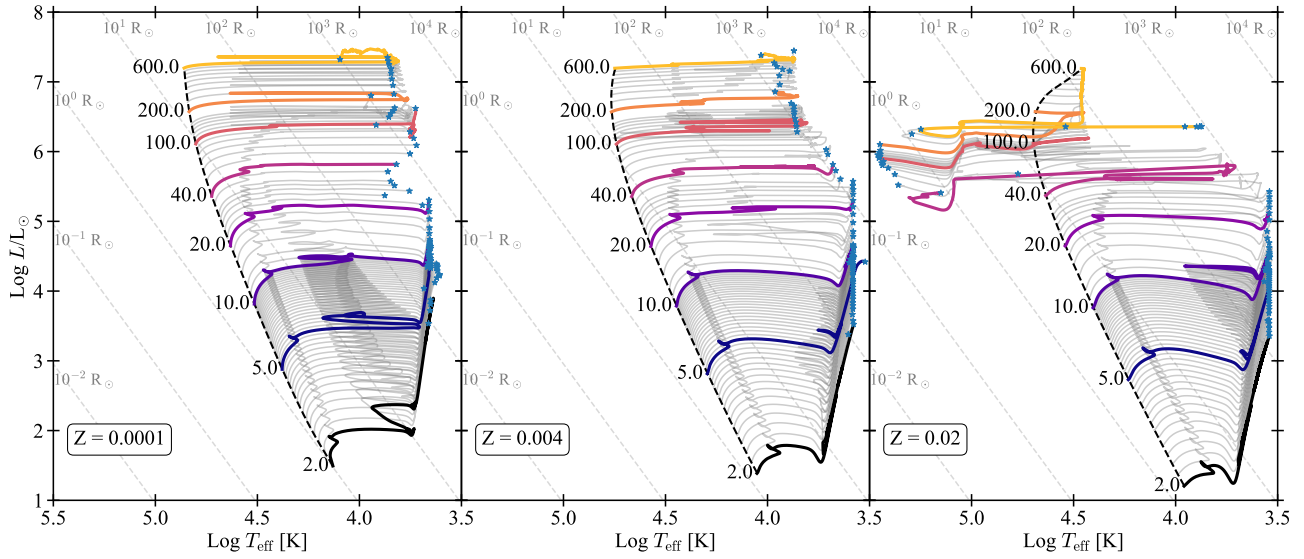 8
7
6
5
4
3
2
1
Log L/L☉
10¹ R☉
10² R☉
10³ R☉
10⁴ R☉
10⁰ R☉
10⁻¹ R☉
10⁻² R☉
600.0
200.0
100.0
40.0
20.0
10.0
5.0
2.0
Z = 0.0001
5.5
5.0
4.5
4.0
3.5
Log Teff [K]
10¹ R☉
10² R☉
10³ R☉
10⁴ R☉
10⁰ R☉
10⁻¹ R☉
10⁻² R☉
600.0
200.0
100.0
40.0
20.0
10.0
5.0
2.0
Z = 0.004
5.0
4.5
4.0
3.5
Log Teff [K]
10¹ R☉
10² R☉
10³ R☉
10⁴ R☉
10⁰ R☉
10⁻¹ R☉
10⁻² R☉
600.0
200.0
100.0
40.0
20.0
10.0
5.0
2.0
Z = 0.02
5.0
4.5
4.0
3.5
Log Teff [K]